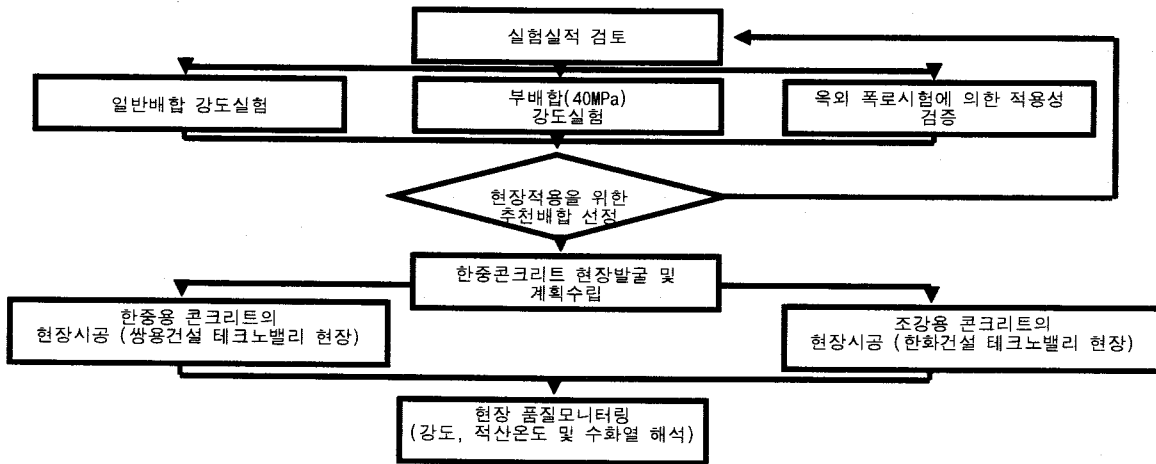 실험실적 검토
일반배합 강도실험
부배합(40MPa)
강도실험
옥외 폭로시험에 의한 적용성
검증
현장적용을 위한
추천배합 선정
한중콘크리트 현장발굴 및
계획수립
한중용 콘크리트의
현장시공 (쌍용건설 테크노밸리 현장)
조강용 콘크리트의
현장시공 (한화건설 테크노밸리 현장)
현장 품질모니터링
(강도, 적산온도 및 수화열 해석)